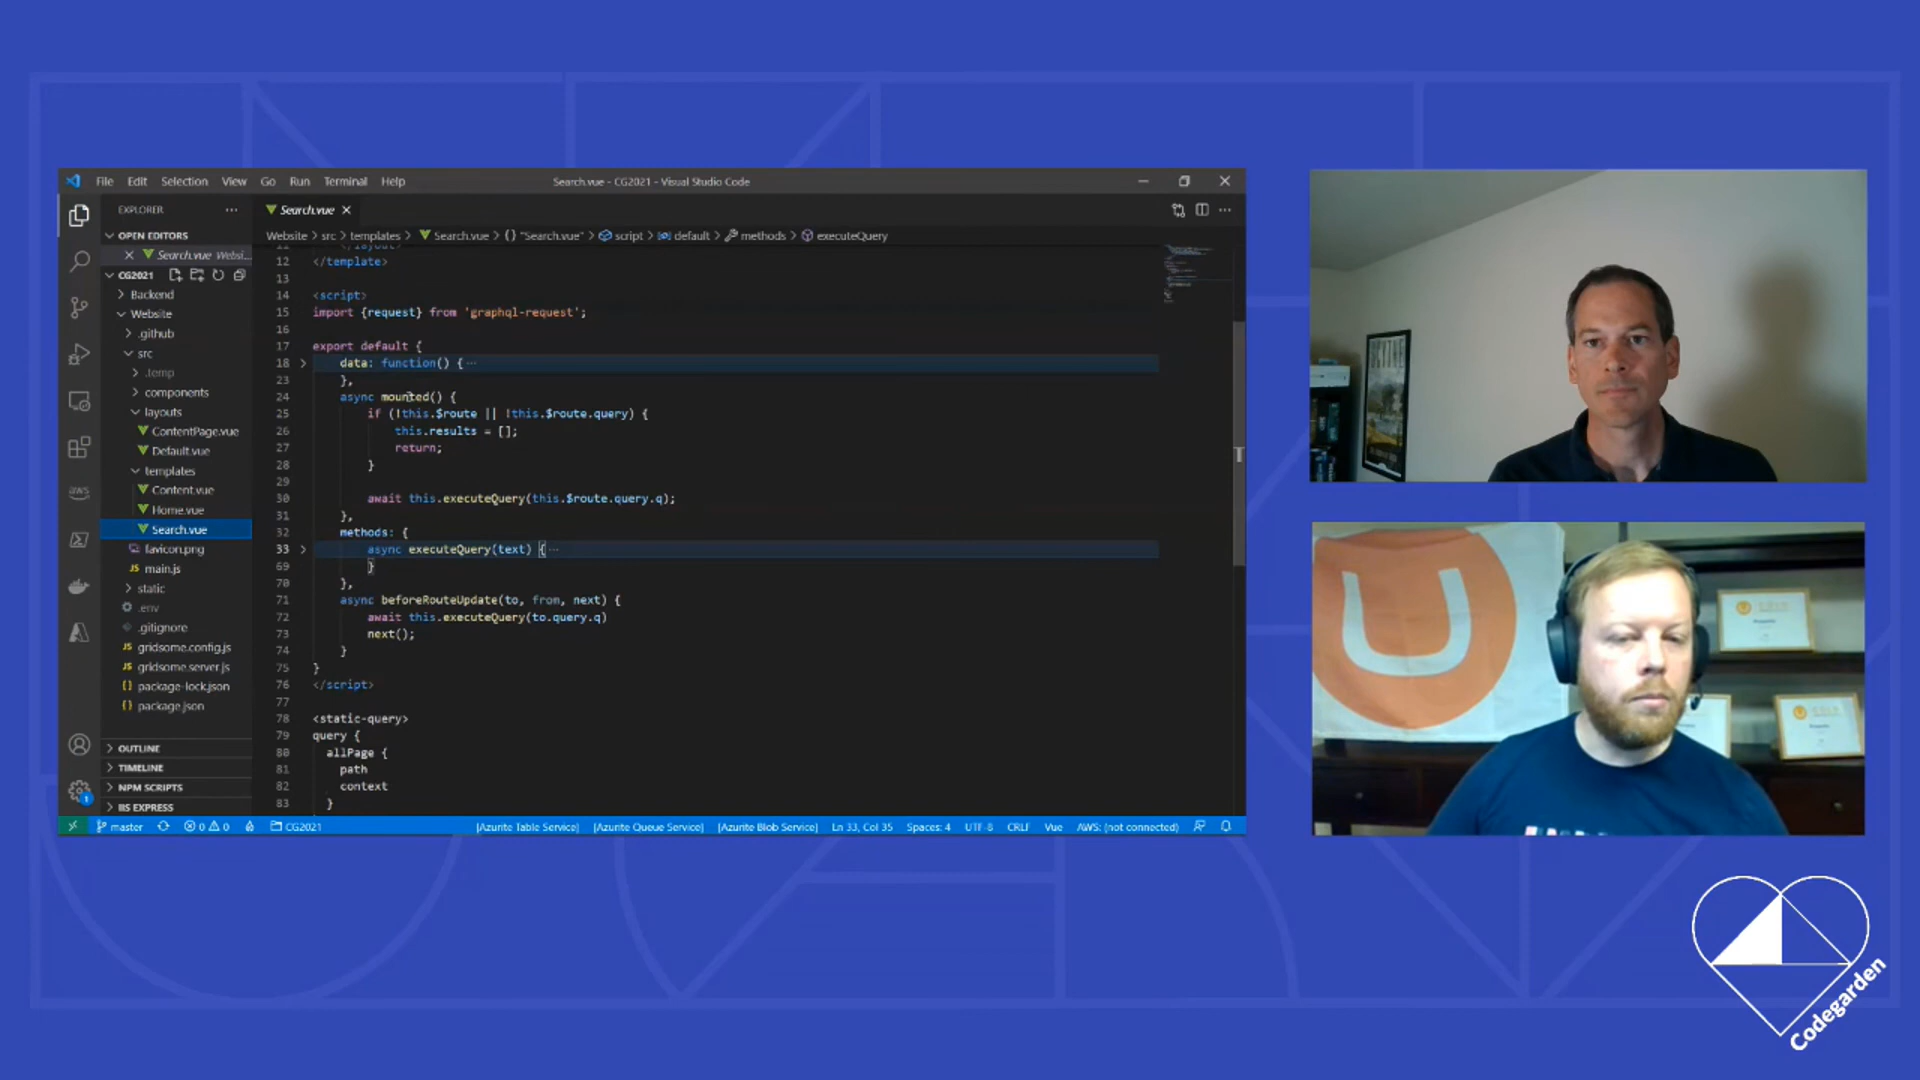 File Edit Selection View Go Run Terminal Help
Search.vue - CG2021 - Visual Studio Code
EXPLORER
OPEN EDITORS
Search.vue Websi...
CG2021
Backend
Website
.github
src
.temp
components
layouts
ContentPage.vue
Default.vue
templates
Content.vue
Home.vue
Search.vue
favicon.png
main.js
static
.env
.gitignore
gridsome.config.js
gridsome.server.js
package-lock.json
package.json
OUTLINE
TIMELINE
NPM SCRIPTS
IIS EXPRESS
aws
1
Search.vue
Website > src > templates > Search.vue > {} "Search.vue" > script > default > methods > executeQuery
11 </layout>
12 </template>
13
14 <script>
15 import {request} from 'graphql-request';
16
17 export default {
18 data: function() { ...
23 },
24 async mounted() {
25 if (!this.$route || !this.$route.query) {
26 this.results = [];
27 return;
28 }
29
30 await this.executeQuery(this.$route.query.q);
31 },
32 methods: {
33 async executeQuery(text) { ...
69 }
70 },
71 async beforeRouteUpdate(to, from, next) {
72 await this.executeQuery(to.query.q)
73 next();
74 }
75 }
76 </script>
77
78 <static-query>
79 query {
80 allPage {
81 path
82 context
83 }
master 0 0 CG2021 [Azurite Table Service] [Azurite Queue Service] [Azurite Blob Service] Ln 33, Col 35 Spaces: 4 UTF-8 CRLF Vue AWS: (not connected)
Codegarden